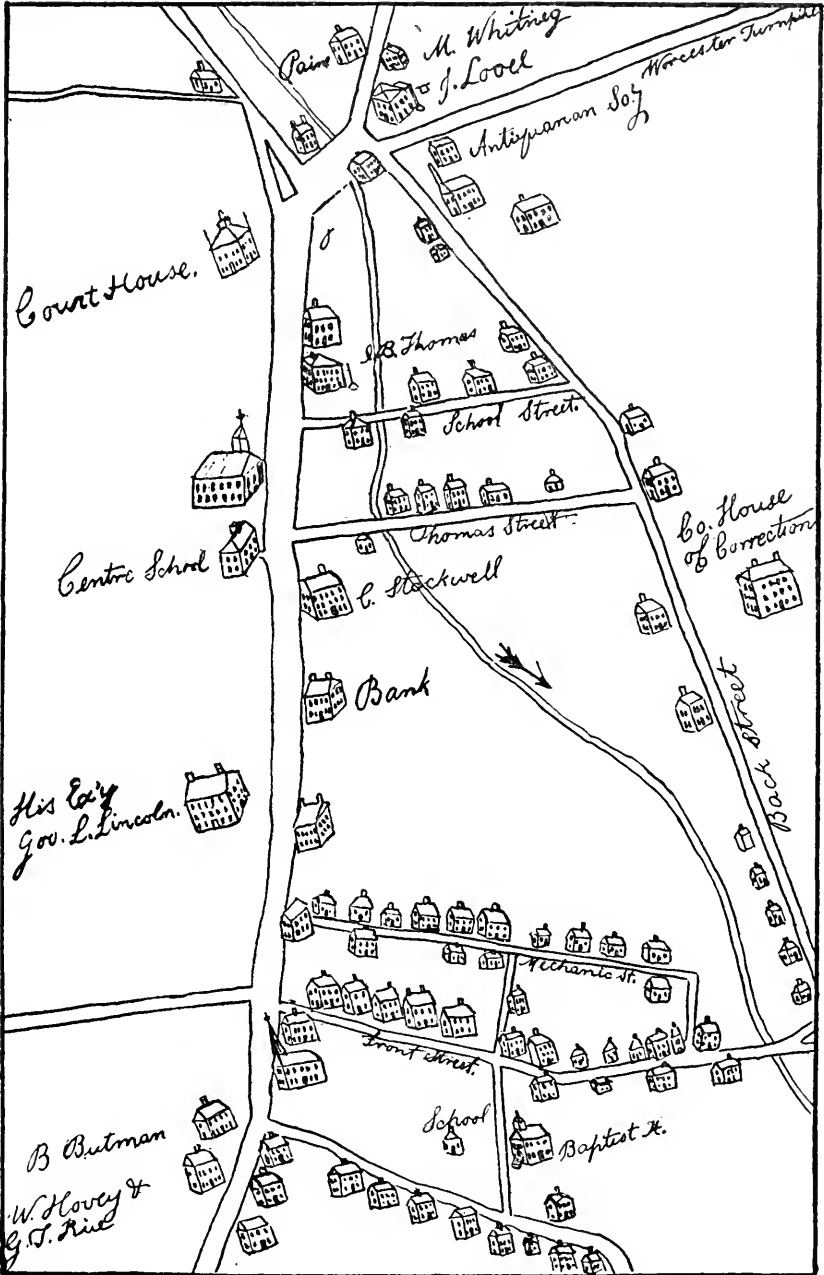 Paine
M. Whitney
J. Lovel
Worcester Turnpike
Antiquarian Soy
Court House.
I. B. Thomas
School Street.
Thomas Street.
Co. House
of Correction
Centre School
C. Stockwell
Bank
Back Street
His Ex'y
Gov. L. Lincoln.
Mechanic St.
Front Street.
School
Baptist H.
B Butman
W. Hovey &
G. T. Rice